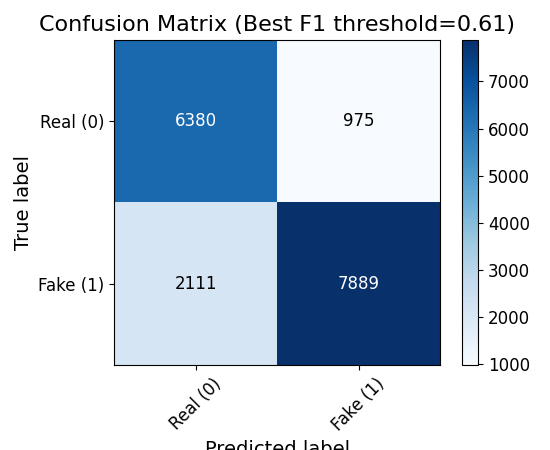 Confusion Matrix (Best F1 threshold=0.61)
True label
Real (0)
6380
975
Fake (1)
2111
7889
Real (0)
Fake (1)
Predicted label
7000
6000
5000
4000
3000
2000
1000